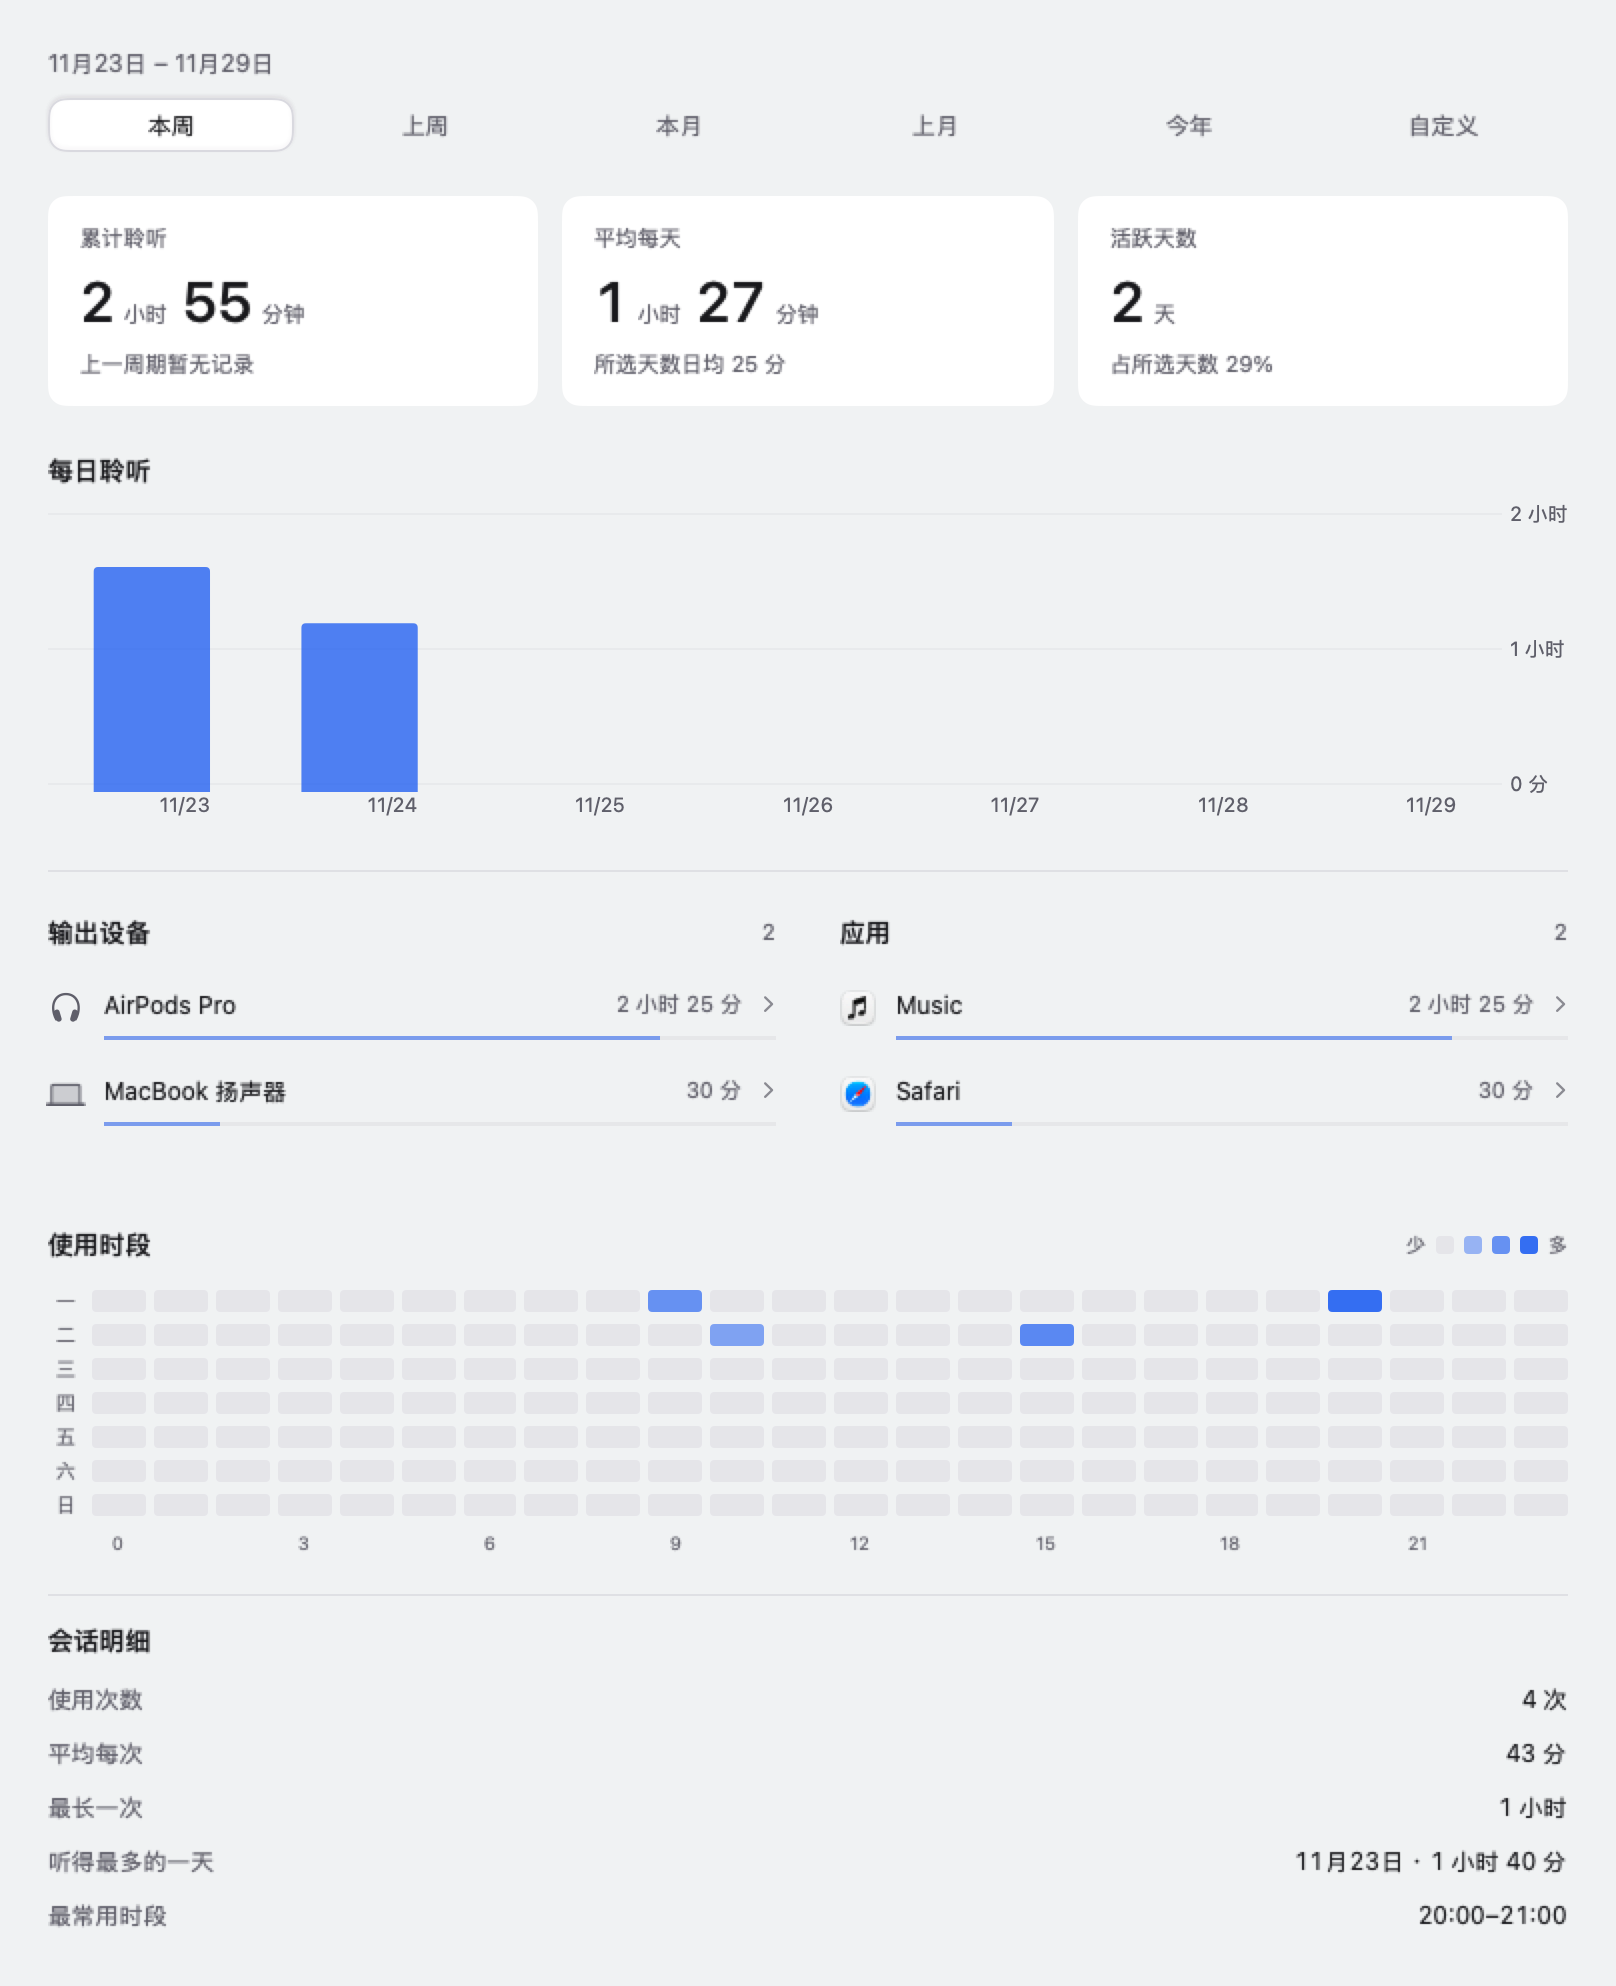 11月23日 – 11月29日
本周 上周 本月 上月 今年 自定义
累计聆听
2 小时 55 分钟
上一周期暂无记录
平均每天
1 小时 27 分钟
所选天数日均 25 分
活跃天数
2 天
占所选天数 29%
每日聆听
2 小时
1 小时
0 分
11/23 11/24 11/25 11/26 11/27 11/28 11/29
输出设备 2
AirPods Pro 2 小时 25 分
MacBook 扬声器 30 分
应用 2
Music 2 小时 25 分
Safari 30 分
使用时段 少 多
一
二
三
四
五
六
日
0 3 6 9 12 15 18 21
会话明细
使用次数 4 次
平均每次 43 分
最长一次 1 小时
听得最多的一天 11月23日 · 1 小时 40 分
最常用时段 20:00–21:00